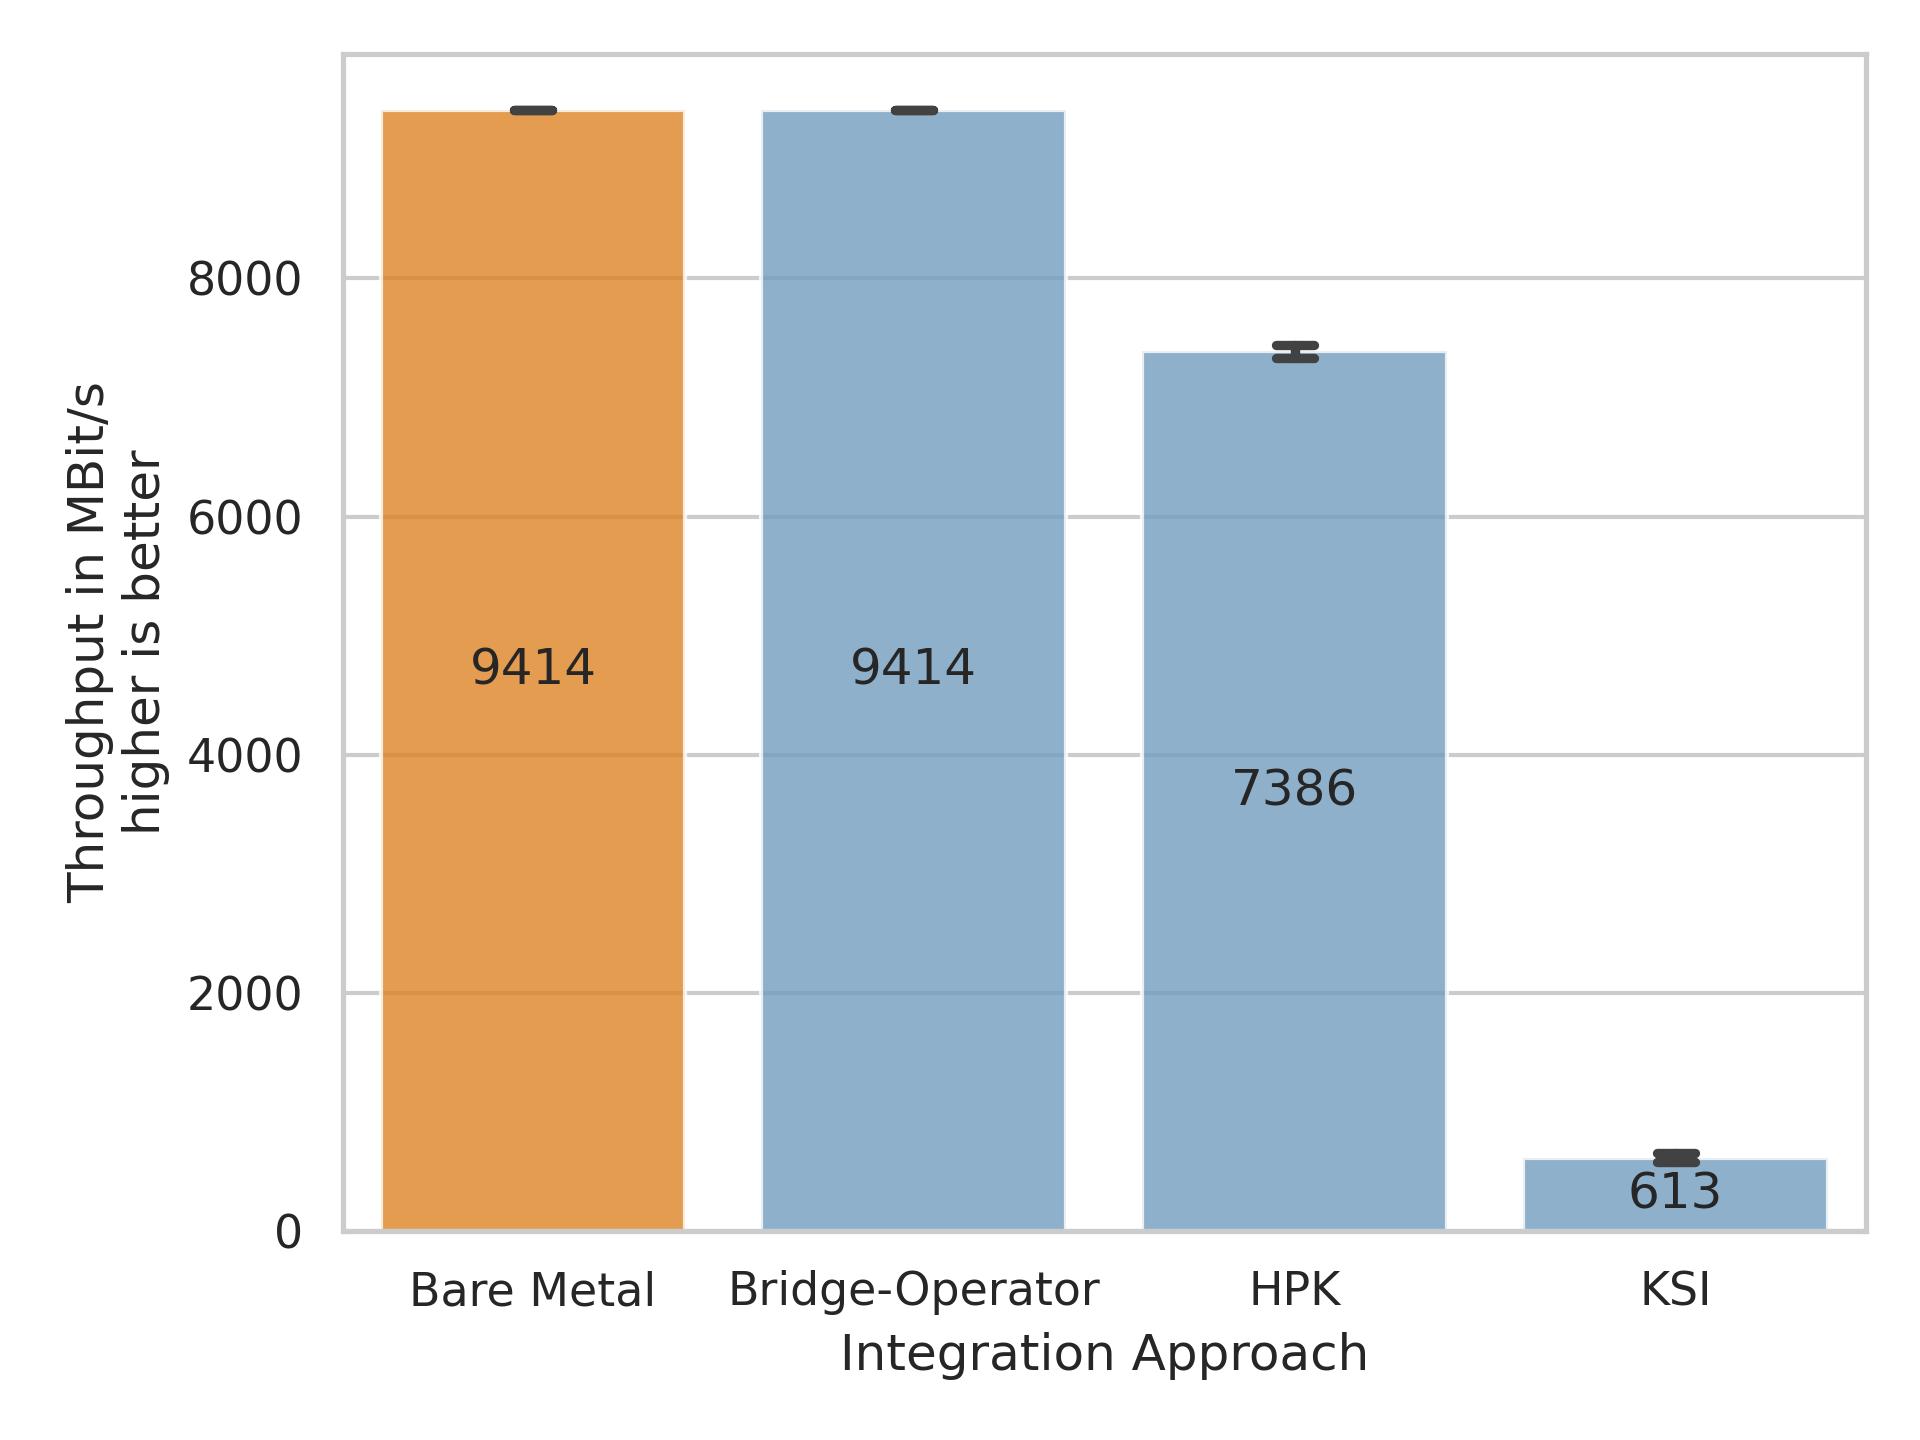 Throughput in MBit/s
higher is better
8000
6000
4000
2000
0
9414
9414
7386
613
Bare Metal
Bridge-Operator
HPK
KSI
Integration Approach